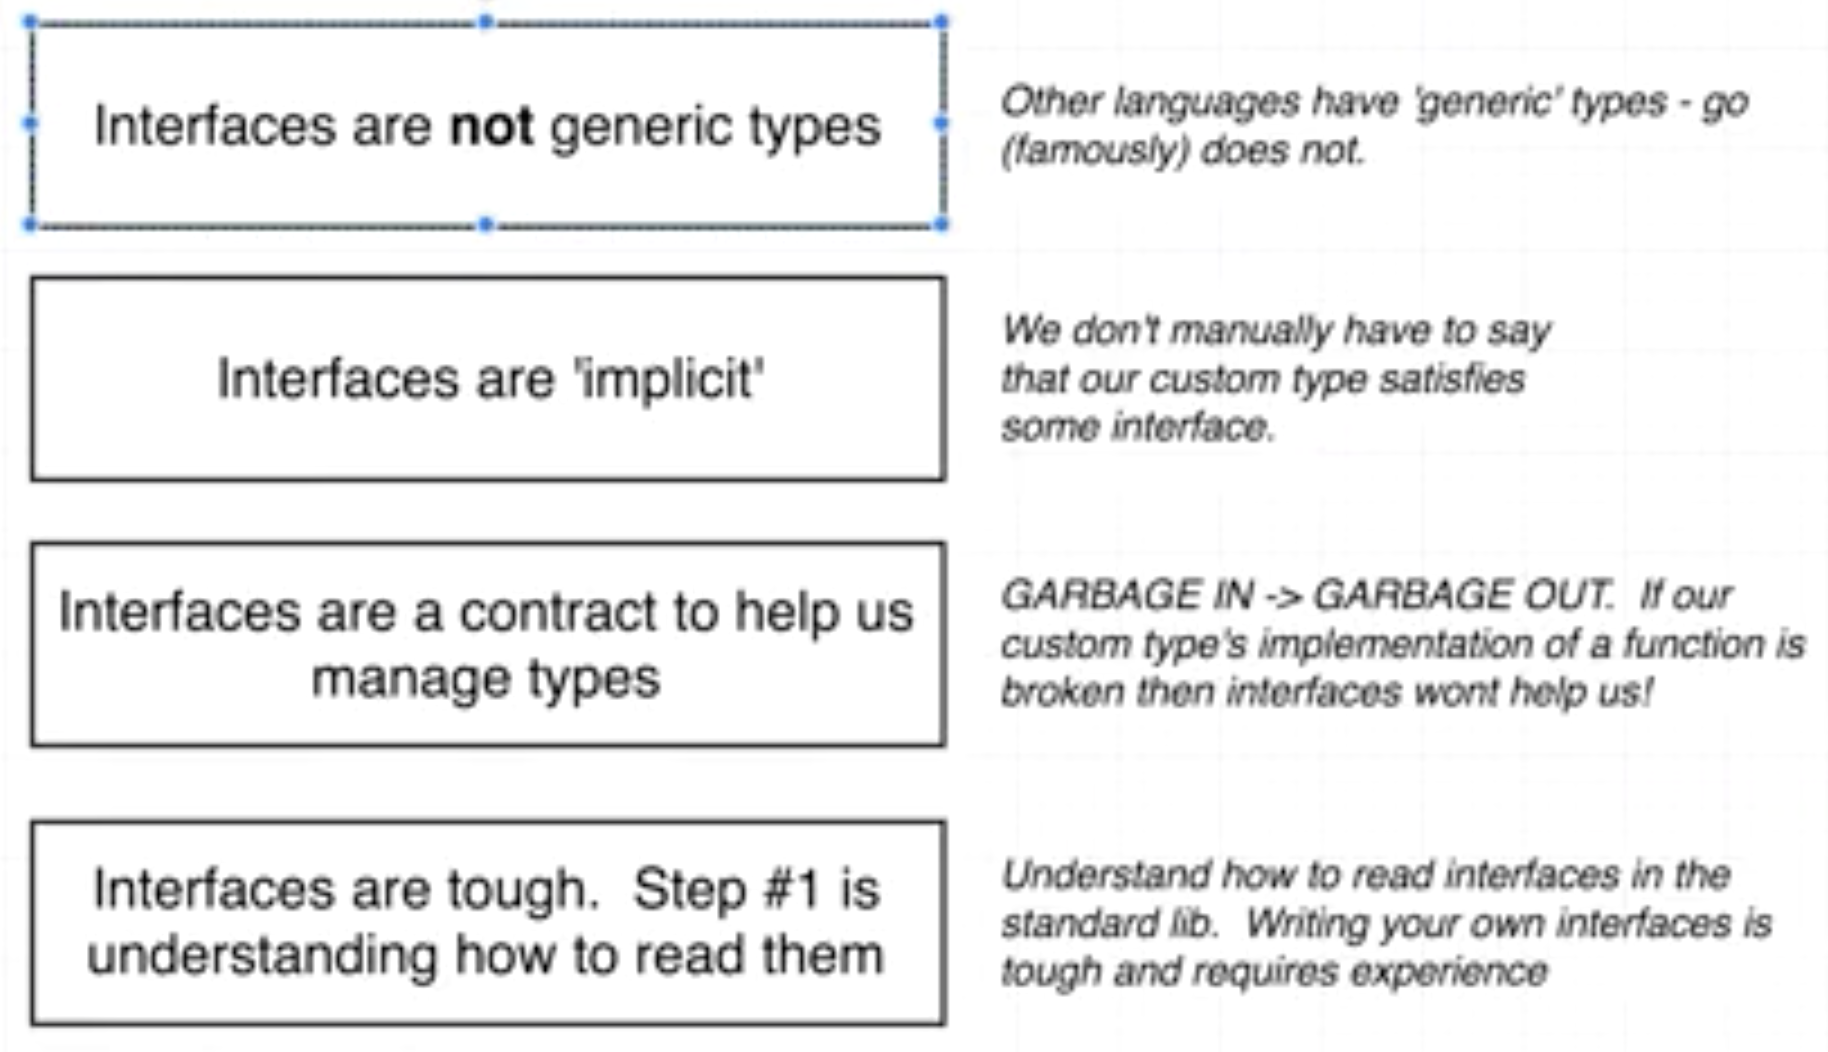 Interfaces are not generic types
Other languages have 'generic' types - go
(famously) does not.
Interfaces are 'implicit'
We don't manually have to say
that our custom type satisfies
some interface.
Interfaces are a contract to help us
manage types
GARBAGE IN -> GARBAGE OUT.  If our
custom type's implementation of a function is
broken then interfaces wont help us!
Interfaces are tough.  Step #1 is
understanding how to read them
Understand how to read interfaces in the
standard lib.  Writing your own interfaces is
tough and requires experience